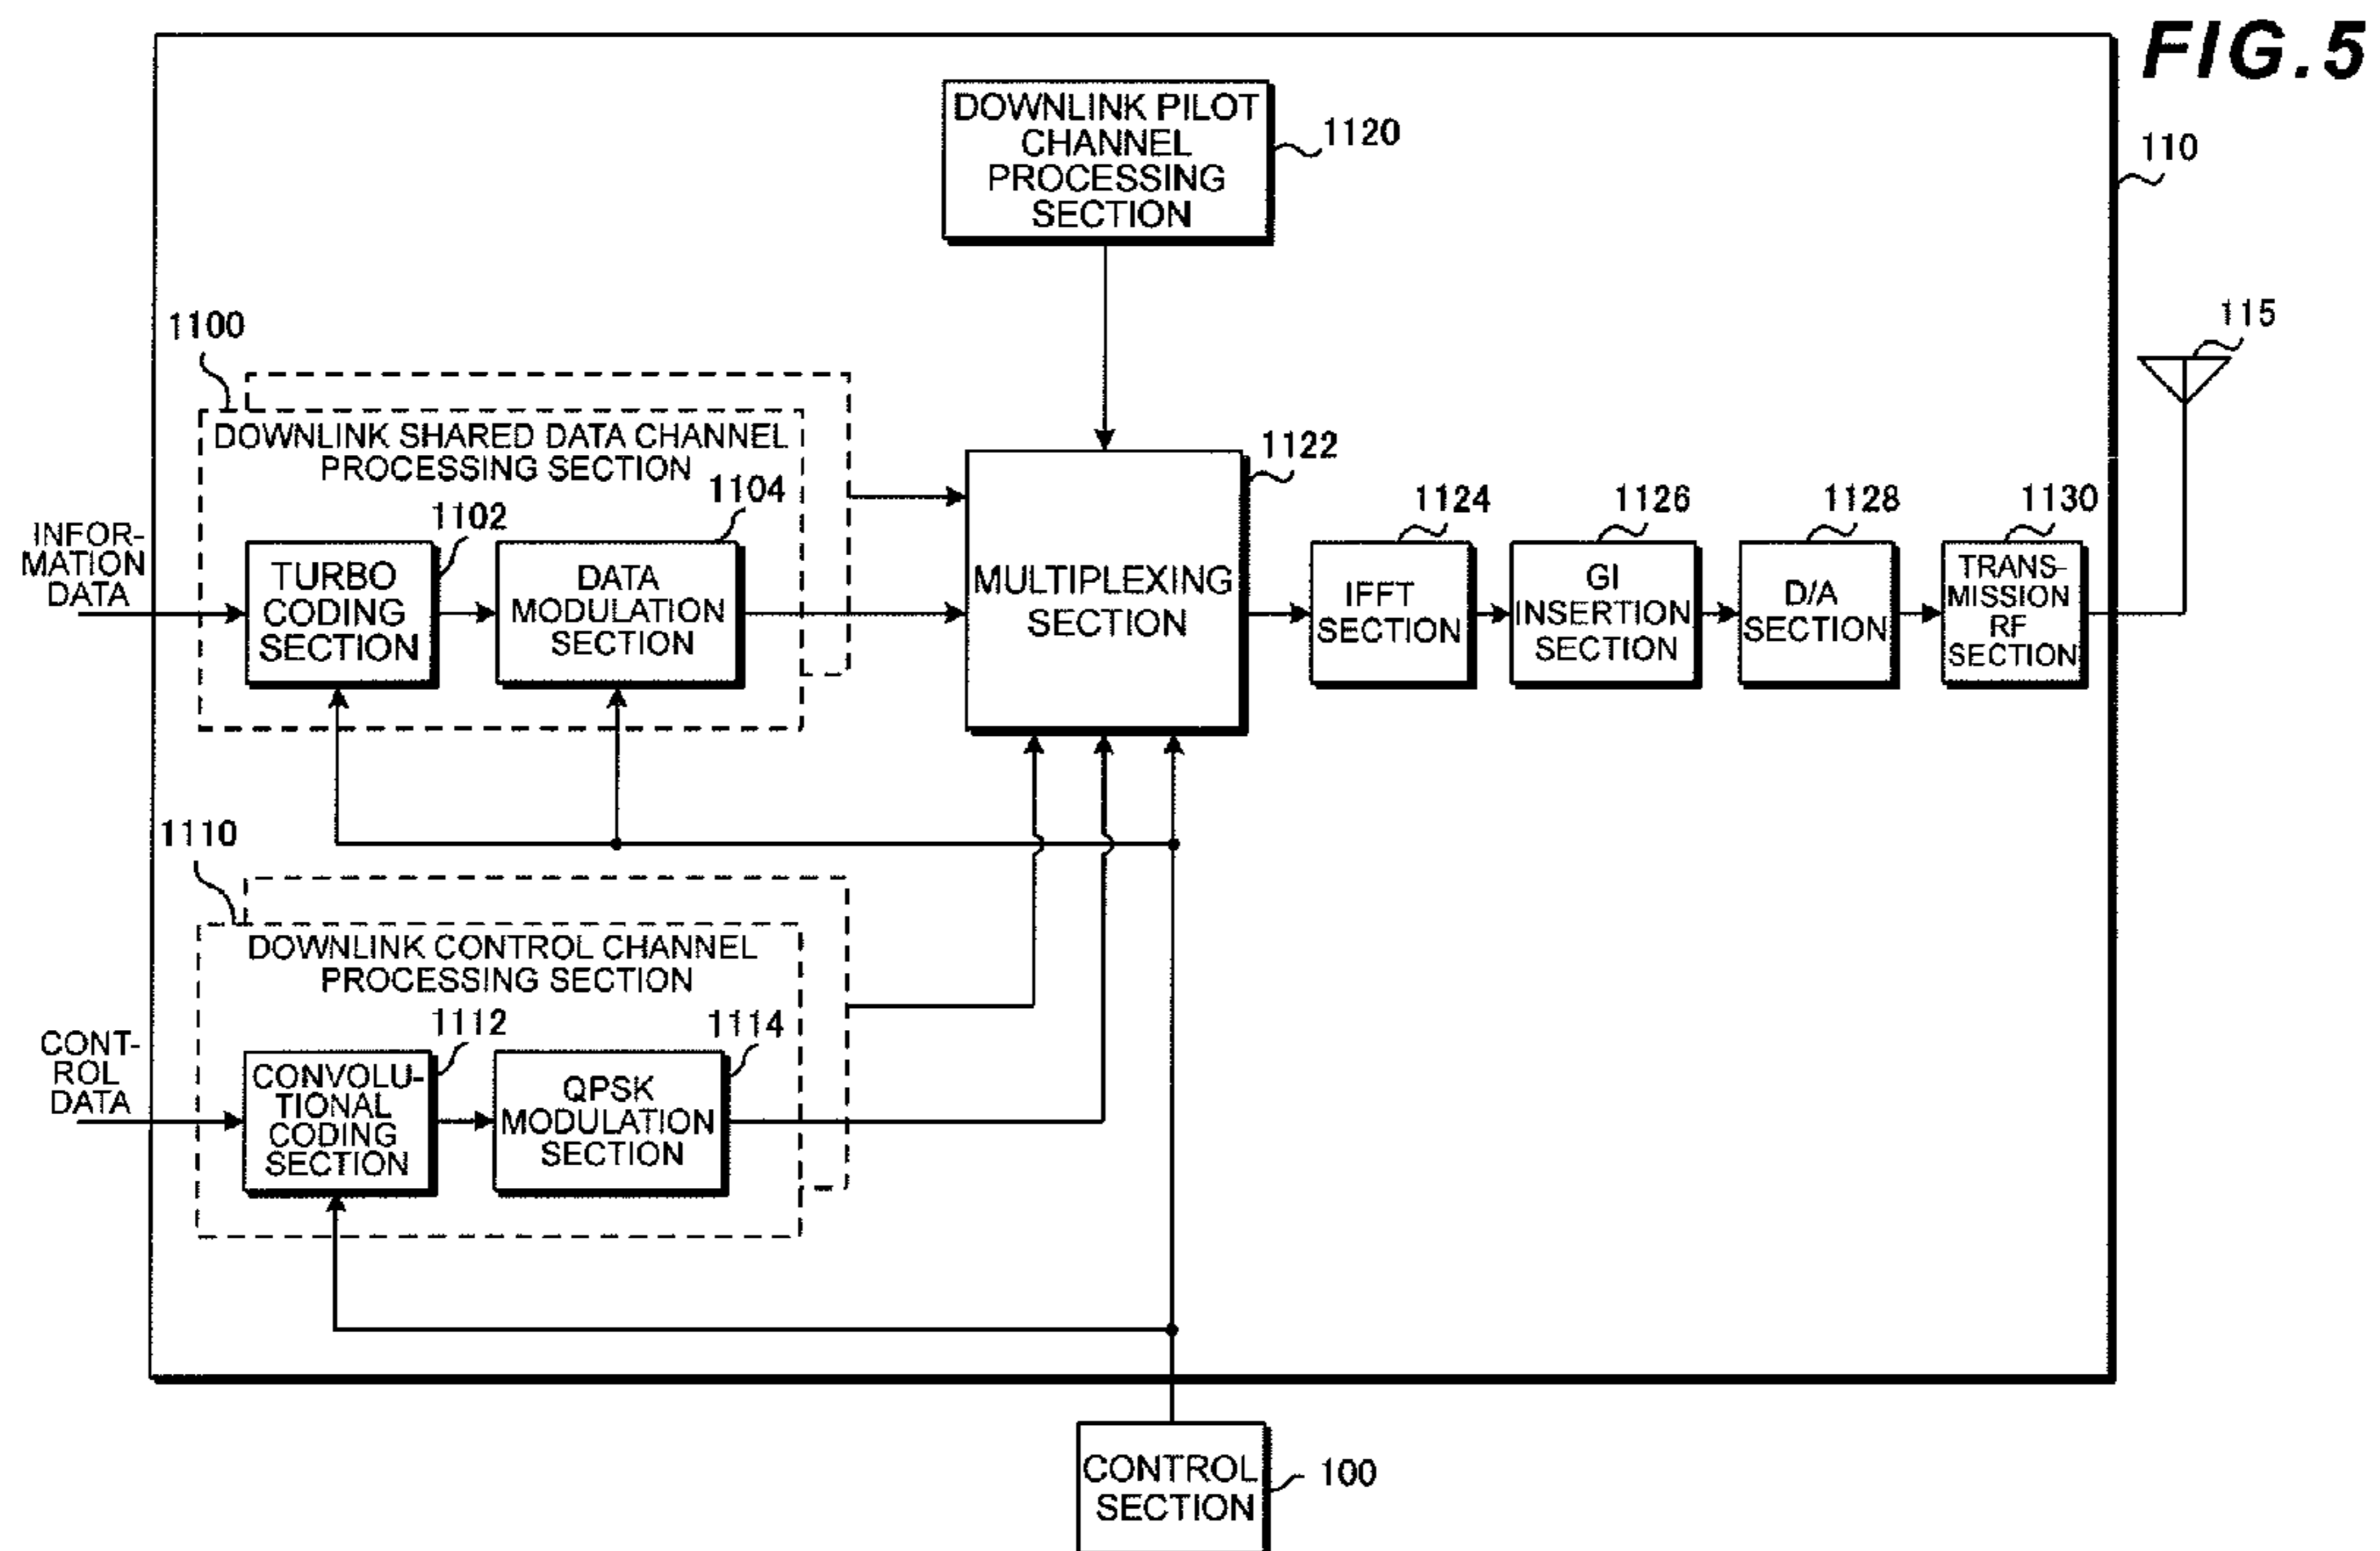 FIG.5
DOWNLINK PILOT
CHANNEL
PROCESSING
SECTION
1120
110
115
1100
DOWNLINK SHARED DATA CHANNEL
PROCESSING SECTION
1104
1102
INFOR-
MATION
DATA
TURBO
CODING
SECTION
DATA
MODULATION
SECTION
1122
MULTIPLEXING
SECTION
1124
IFFT
SECTION
1126
GI
INSERTION
SECTION
1128
D/A
SECTION
1130
TRANS-
MISSION
RF
SECTION
1110
DOWNLINK CONTROL CHANNEL
PROCESSING SECTION
1112
1114
CONT-
ROL
DATA
CONVOLU-
TIONAL
CODING
SECTION
QPSK
MODULATION
SECTION
CONTROL
SECTION
100